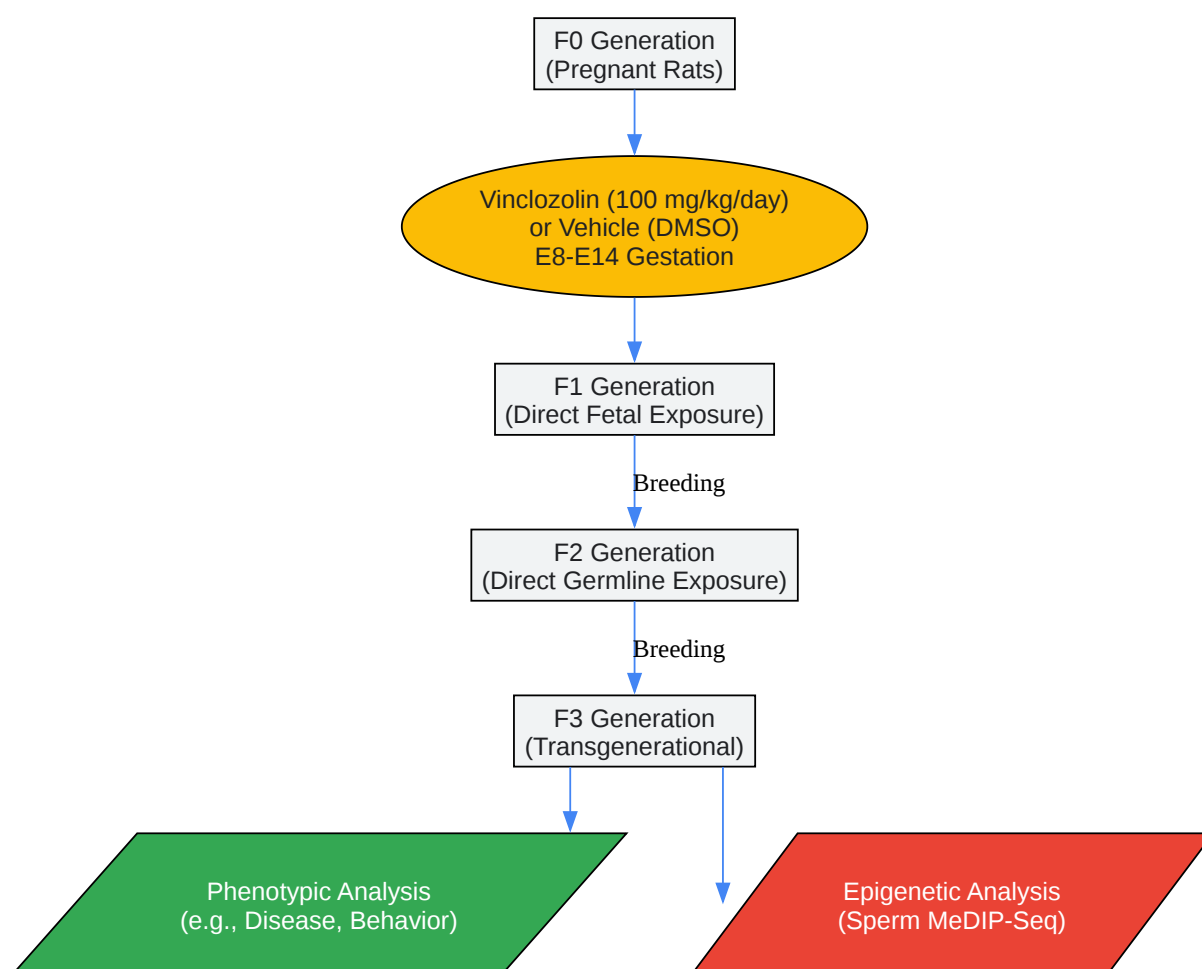 F0 Generation
(Pregnant Rats)
Vinclozolin (100 mg/kg/day)
or Vehicle (DMSO)
E8-E14 Gestation
F1 Generation
(Direct Fetal Exposure)
Breeding
F2 Generation
(Direct Germline Exposure)
Breeding
F3 Generation
(Transgenerational)
Phenotypic Analysis
(e.g., Disease, Behavior)
Epigenetic Analysis
(Sperm MeDIP-Seq)